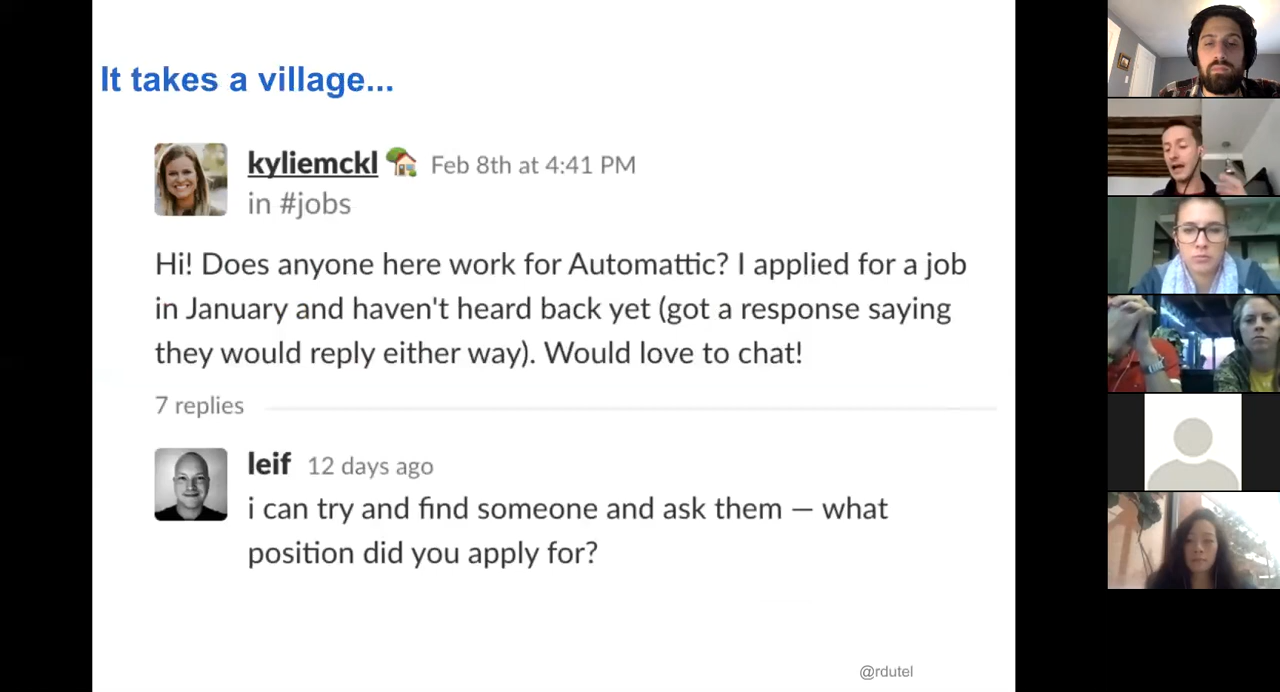 It takes a village...
kyliemckl Feb 8th at 4:41 PM
in #jobs
Hi! Does anyone here work for Automattic? I applied for a job
in January and haven't heard back yet (got a response saying
they would reply either way). Would love to chat!
7 replies
leif 12 days ago
i can try and find someone and ask them — what
position did you apply for?
@rdutel